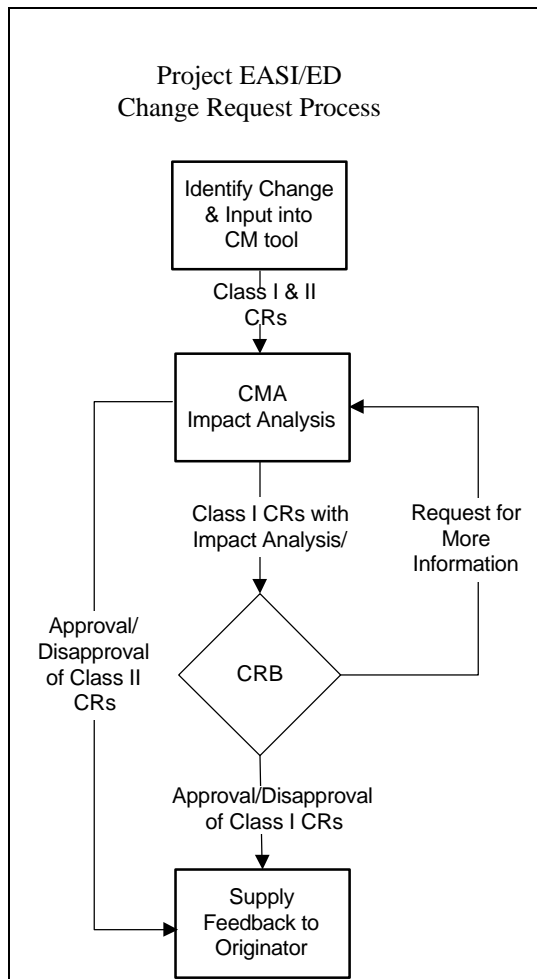 Project EASI/ED
Change Request Process
Identify Change
& Input into
CM tool
Class I & II
CRs
CMA
Impact Analysis
Class I CRs with
Impact Analysis/
Request for
More
Information
Approval/
Disapproval
of Class II
CRs
CRB
Approval/Disapproval
of Class I CRs
Supply
Feedback to
Originator